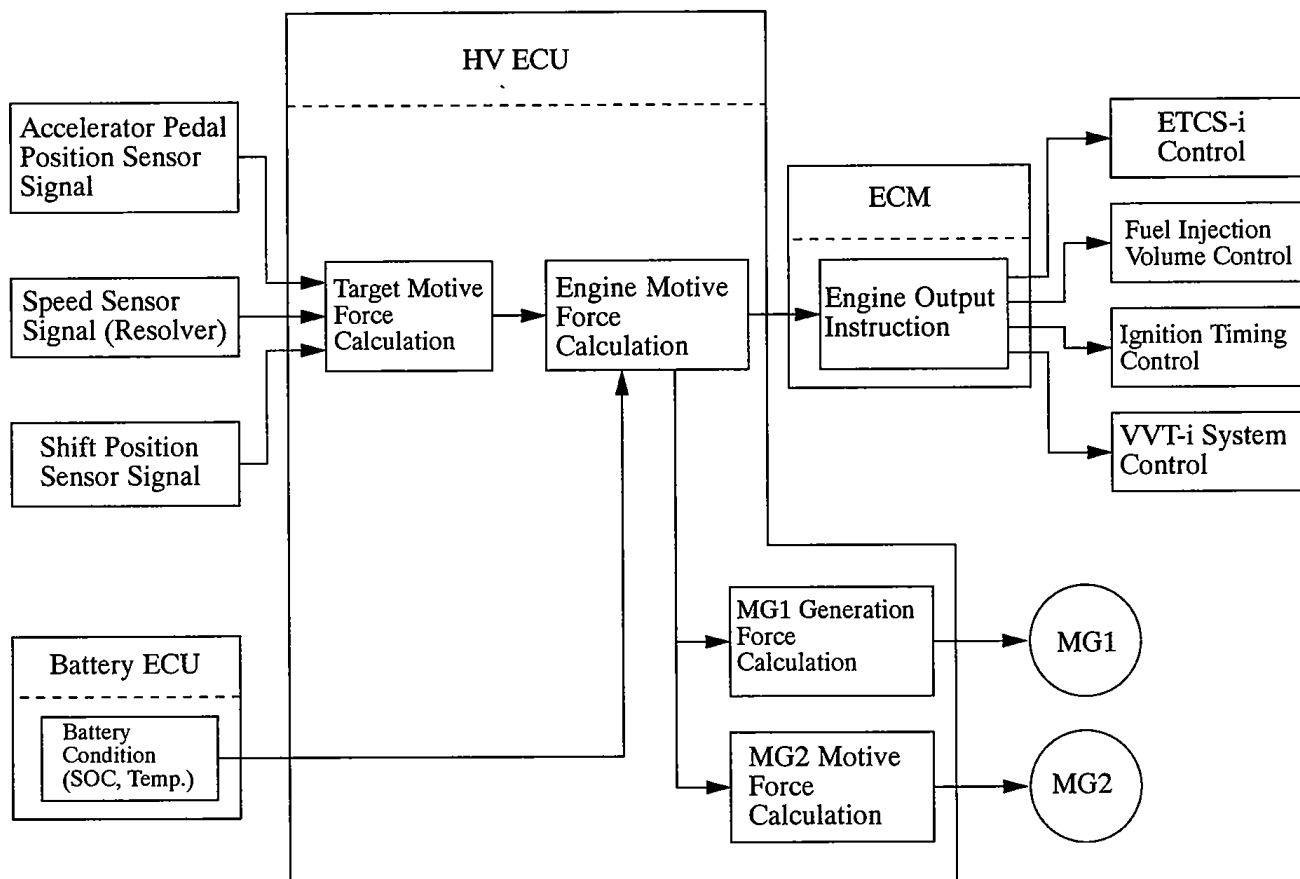 HV ECU
Accelerator Pedal
Position Sensor
Signal
Speed Sensor
Signal (Resolver)
Shift Position
Sensor Signal
Battery ECU
Battery
Condition
(SOC, Temp.)
Target Motive
Force
Calculation
Engine Motive
Force
Calculation
ECM
Engine Output
Instruction
ETCS-i
Control
Fuel Injection
Volume Control
Ignition Timing
Control
VVT-i System
Control
MG1 Generation
Force
Calculation
MG1
MG2 Motive
Force
Calculation
MG2